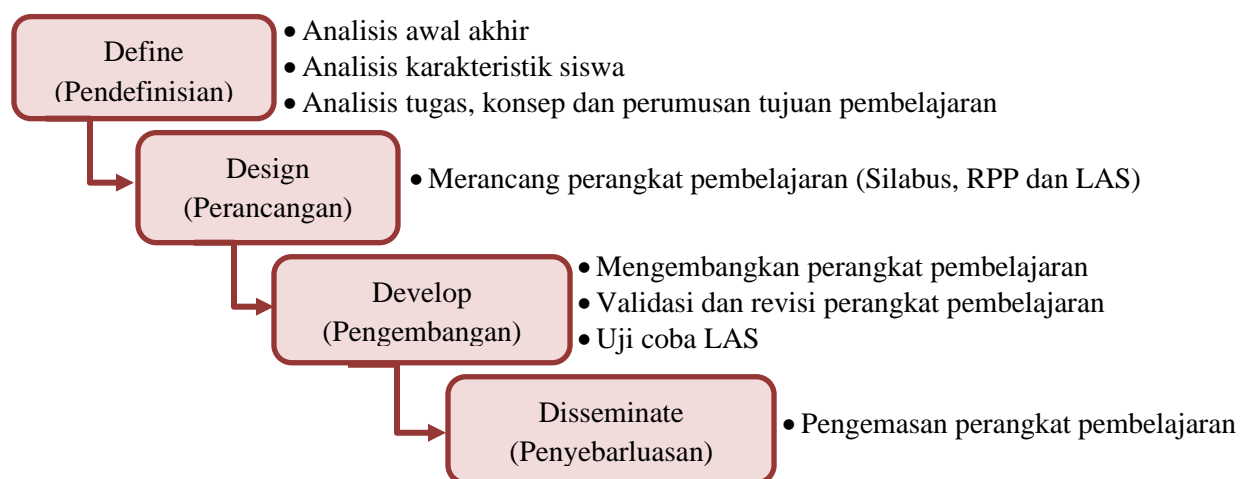 Define
(Pendefinisian)
• Analisis awal akhir
• Analisis karakteristik siswa
• Analisis tugas, konsep dan perumusan tujuan pembelajaran
Design
(Perancangan)
• Merancang perangkat pembelajaran (Silabus, RPP dan LAS)
Develop
(Pengembangan)
• Mengembangkan perangkat pembelajaran
• Validasi dan revisi perangkat pembelajaran
• Uji coba LAS
Disseminate
(Penyebarluasan)
• Pengemasan perangkat pembelajaran